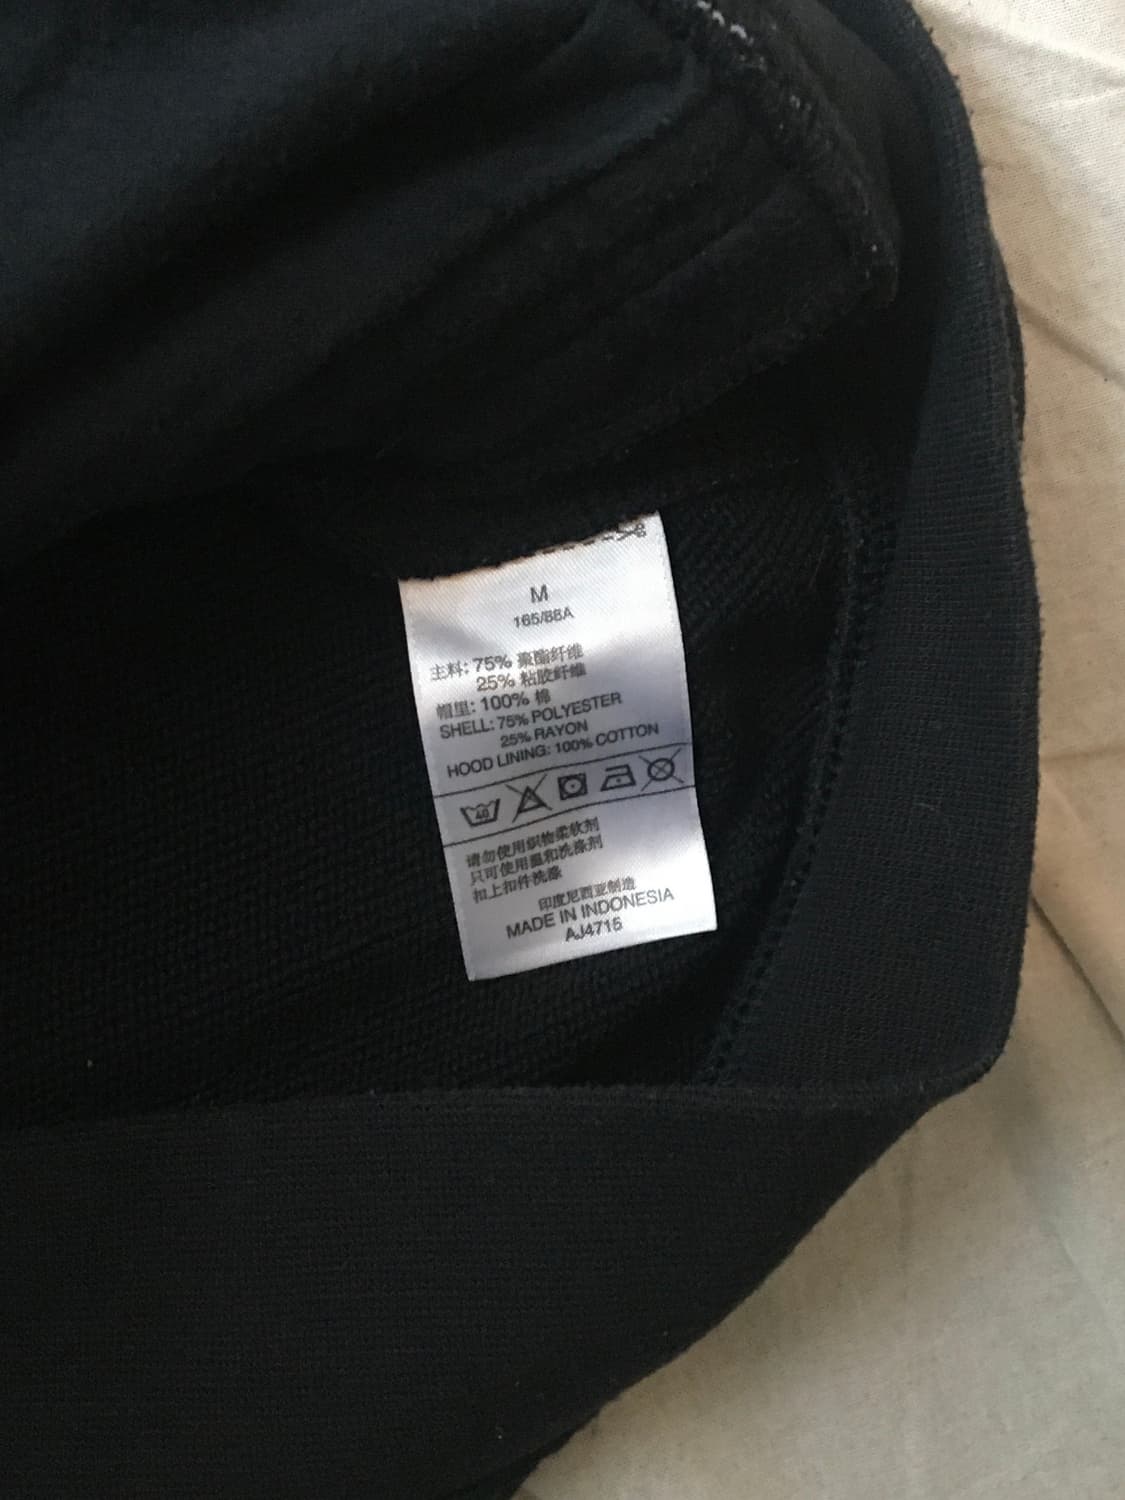 M
165/88A
主料: 75% 聚酯纤维
25% 粘胶纤维
帽里: 100% 棉
SHELL: 75% POLYESTER
25% RAYON
HOOD LINING: 100% COTTON
40
请勿使用织物柔软剂
只可使用温和洗涤剂
扣上扣件洗涤
印度尼西亚制造
MADE IN INDONESIA
AJ4715